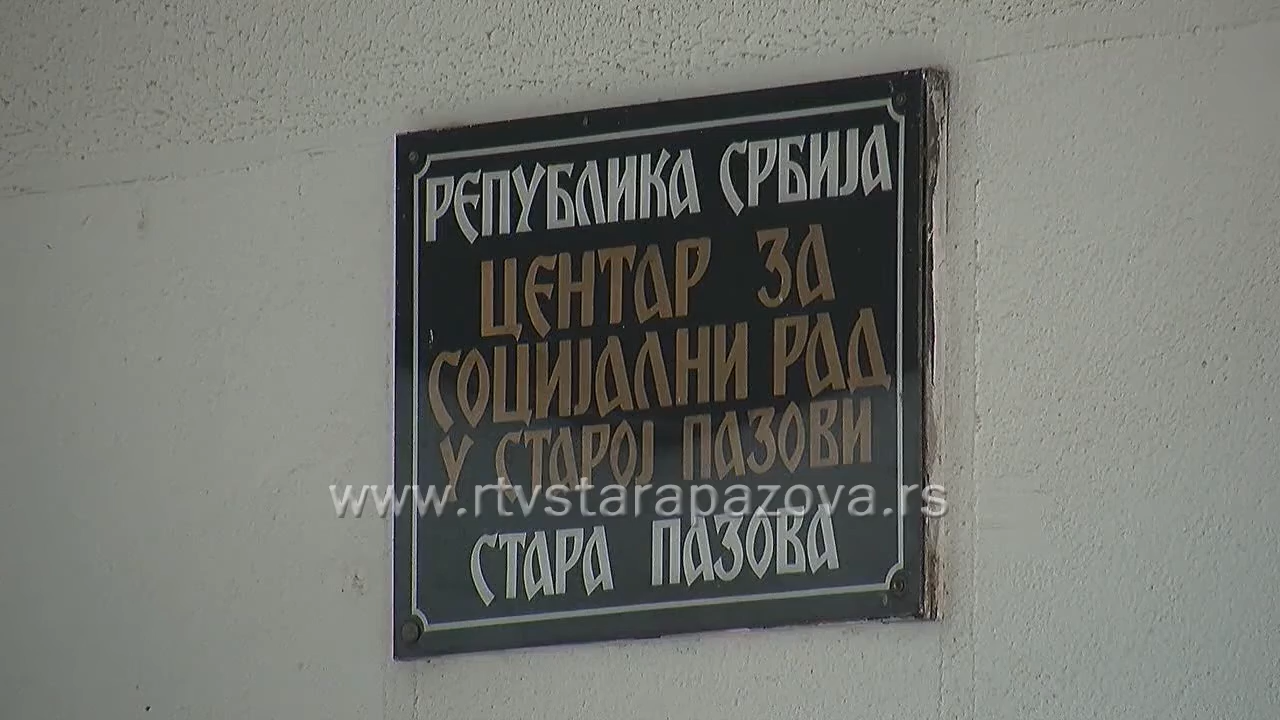 РЕПУБЛИКА СРБИЈА
ЦЕНТАР ЗА
СОЦИЈАЛНИ РАД
У СТАРОЈ ПАЗОВИ
www.rtvstarapazova.rs
СТАРА ПАЗОВА